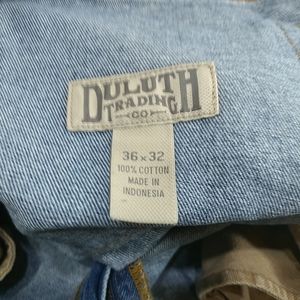 DULUTH
TRADING
CO
36 x 32
100% COTTON
MADE IN
INDONESIA